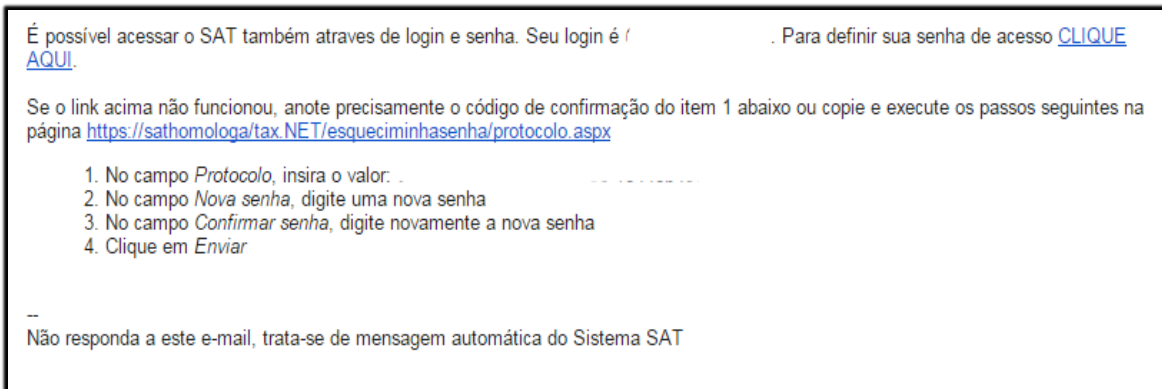 É possível acessar o SAT também atraves de login e senha. Seu login é . Para definir sua senha de acesso CLIQUE
AQUI.
Se o link acima não funcionou, anote precisamente o código de confirmação do item 1 abaixo ou copie e execute os passos seguintes na
página https://sathomologa/tax.NET/esqueciminhasenha/protocolo.aspx
1. No campo Protocolo, insira o valor:
2. No campo Nova senha, digite uma nova senha
3. No campo Confirmar senha, digite novamente a nova senha
4. Clique em Enviar
--
Não responda a este e-mail, trata-se de mensagem automática do Sistema SAT